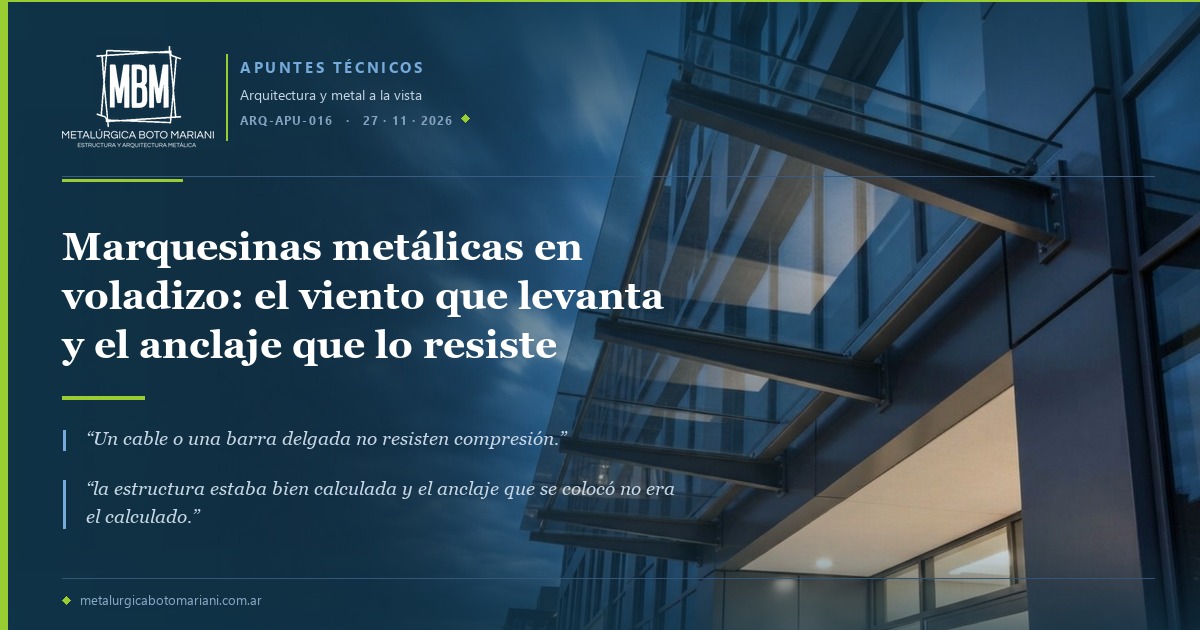 MBM
METALÚRGICA BOTO MARIANI
ESTRUCTURA Y ARQUITECTURA METÁLICA
APUNTES TÉCNICOS
Arquitectura y metal a la vista
ARQ-APU-016 · 27 · 11 · 2026
Marquesinas metálicas en
voladizo: el viento que levanta
y el anclaje que lo resiste
“Un cable o una barra delgada no resisten compresión.”
“la estructura estaba bien calculada y el anclaje que se colocó no era
el calculado.”
metalurgicabotomariani.com.ar